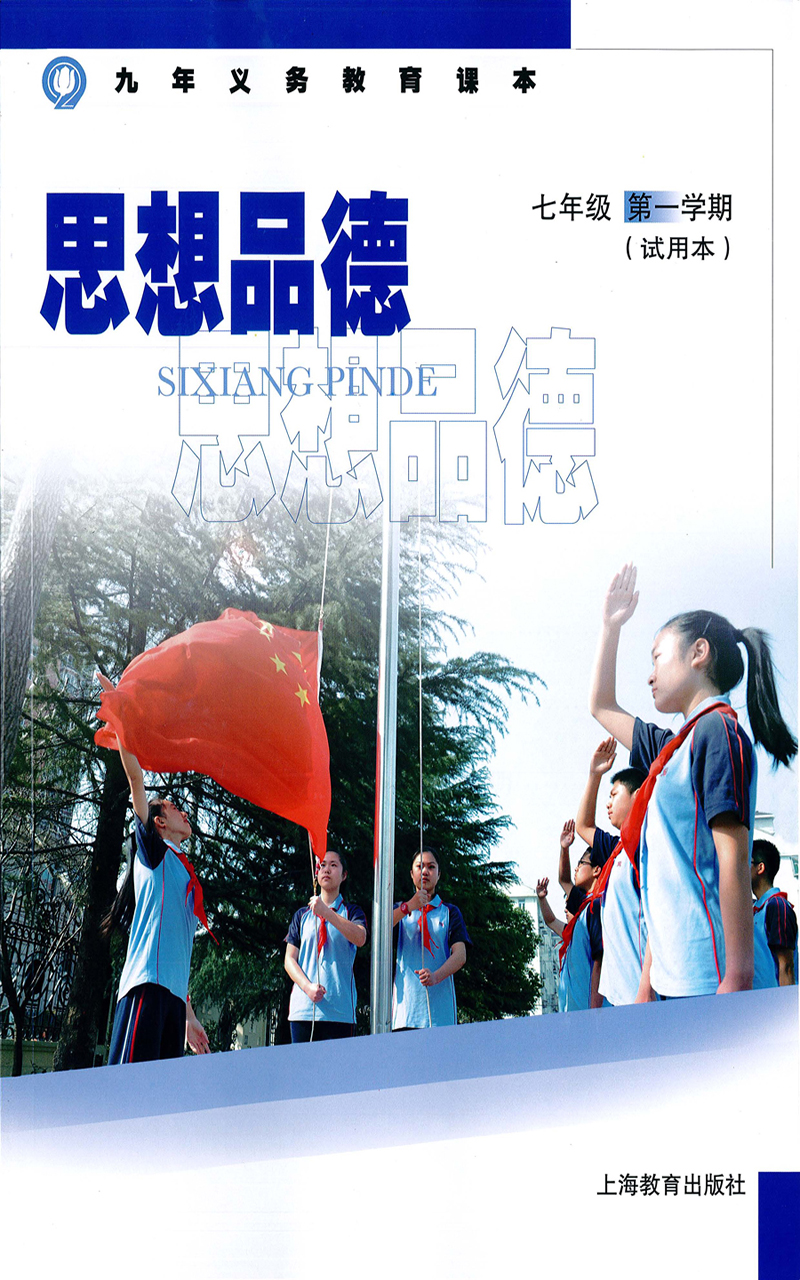 九年义务教育课本
思想品德
七年级 第一学期
（试用本）
SIXIANG PINDE
思想品德
上海教育出版社